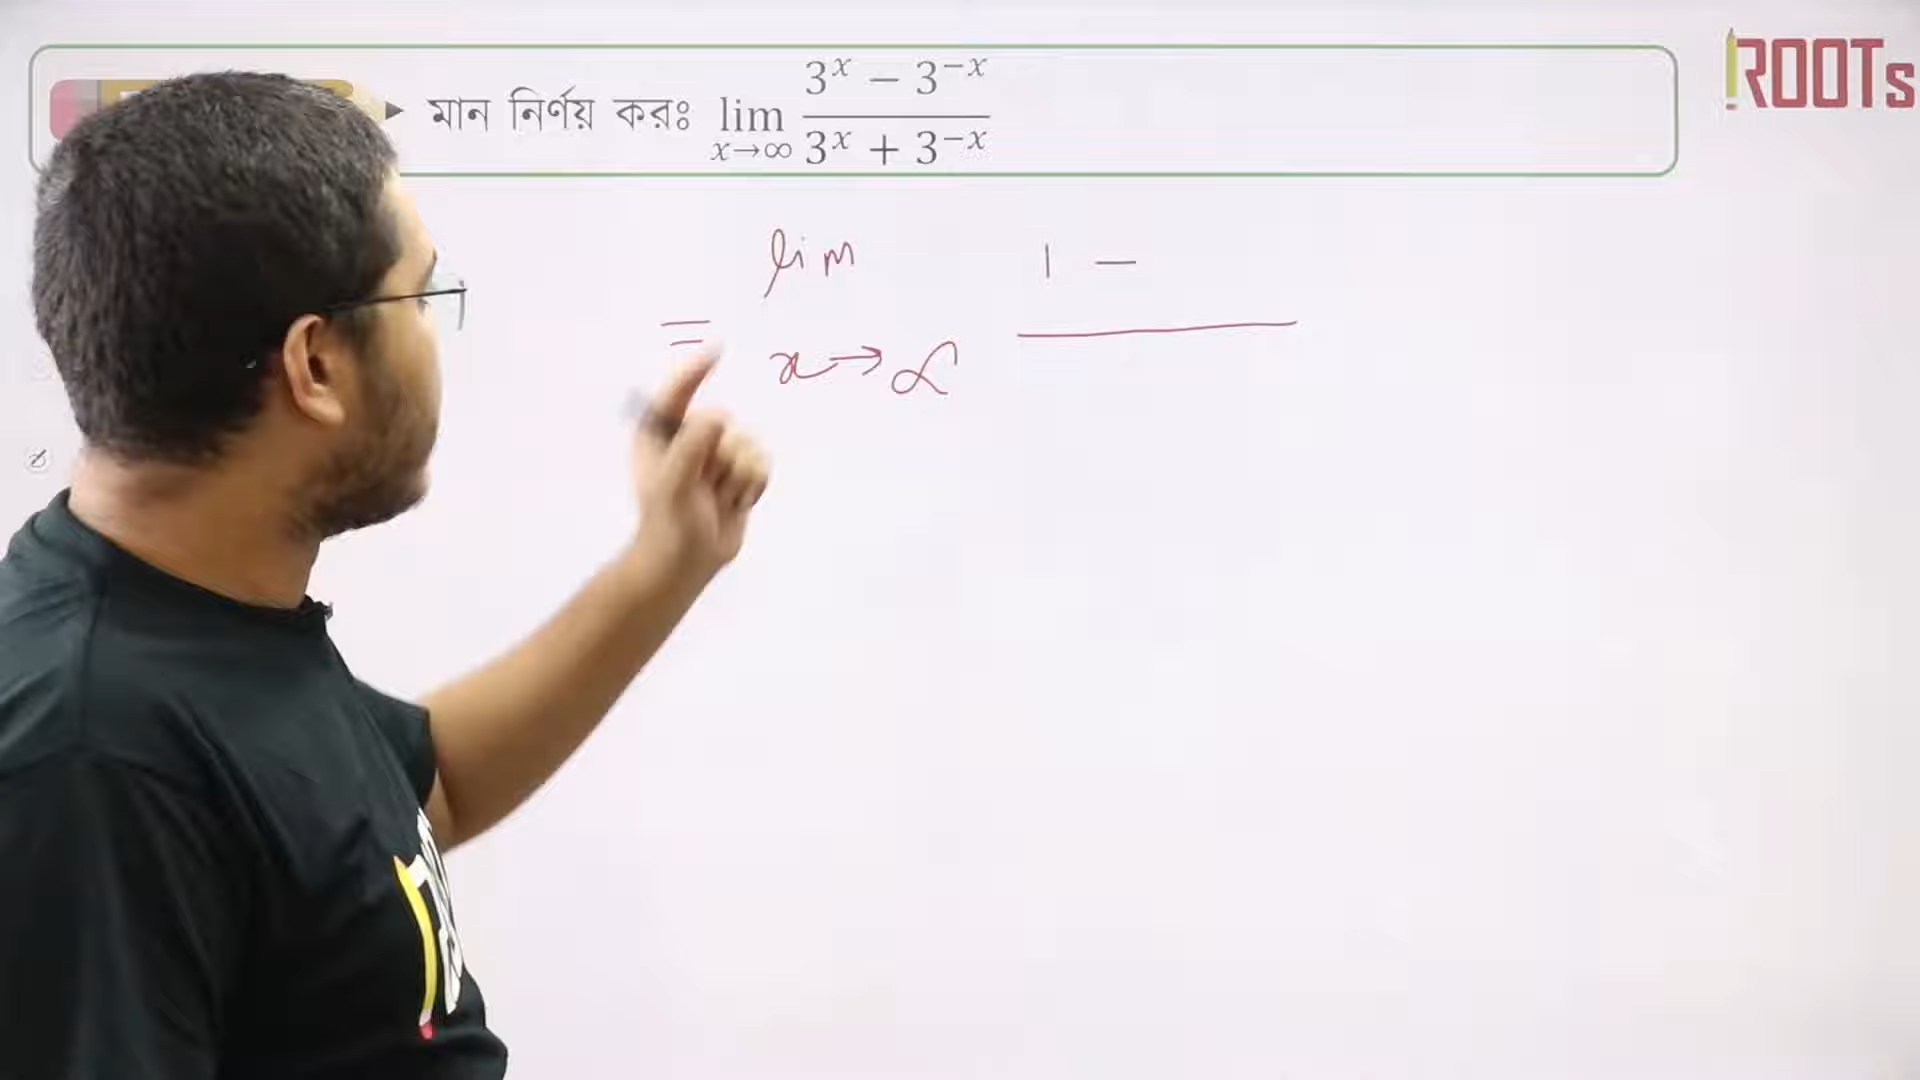 মান নির্ণয় করঃ lim x→∞ (3^x − 3^−x)/(3^x + 3^−x)
ROOTs
= lim x→∝ 1 −